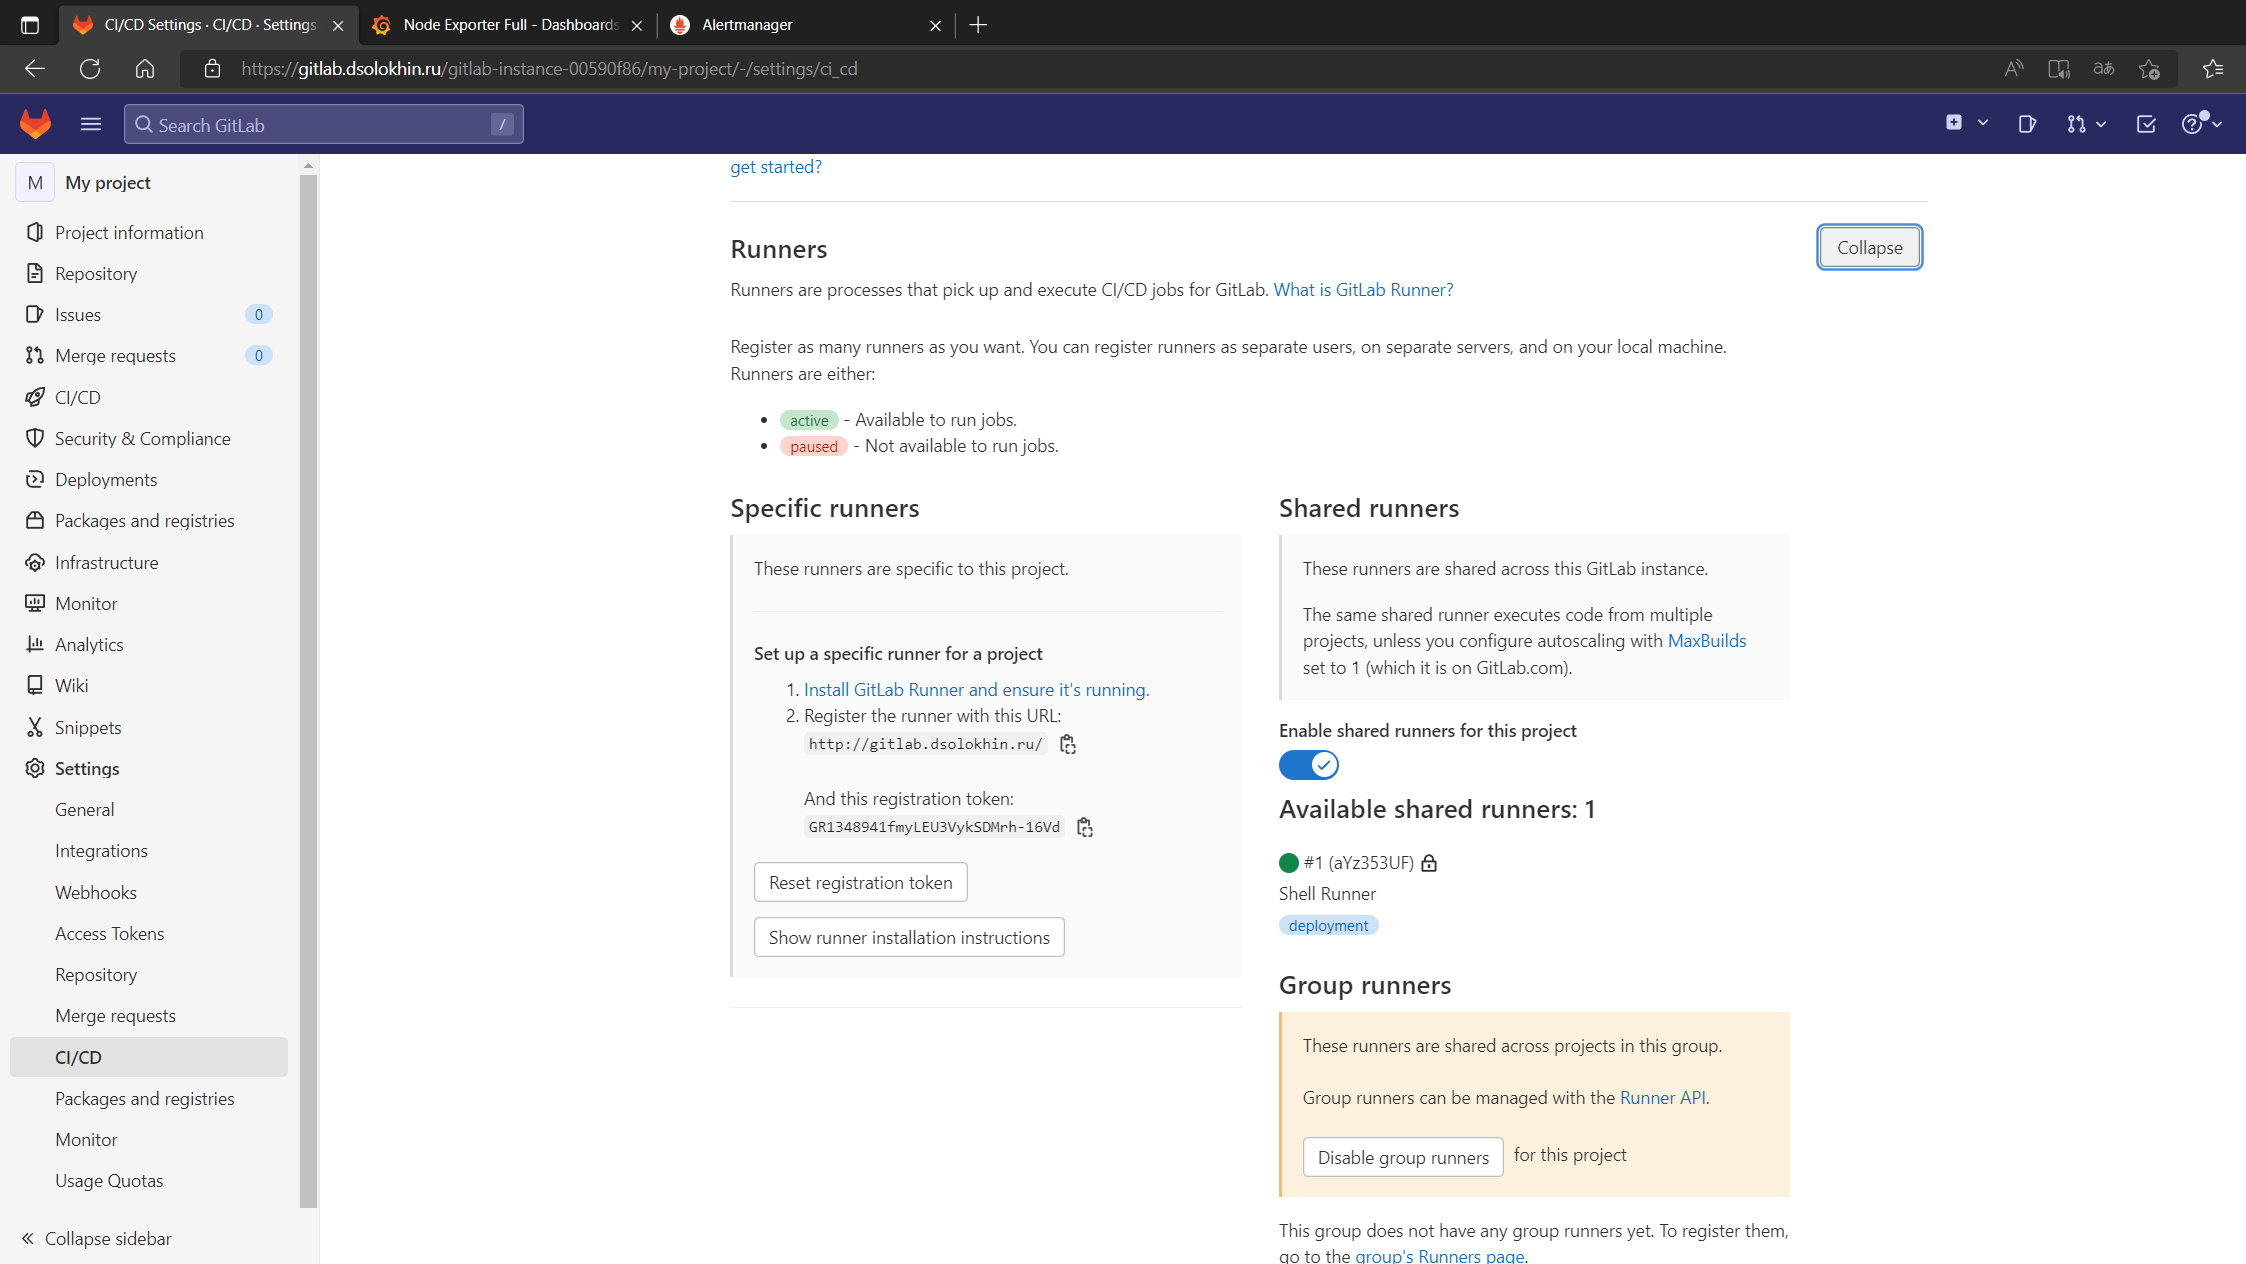 CI/CD Settings · CI/CD · Settings
Node Exporter Full - Dashboards
Alertmanager
https://gitlab.dsolokhin.ru/gitlab-instance-00590f86/my-project/-/settings/ci_cd
Search GitLab
/
M
My project
Project information
Repository
Issues
0
Merge requests
0
CI/CD
Security & Compliance
Deployments
Packages and registries
Infrastructure
Monitor
Analytics
Wiki
Snippets
Settings
General
Integrations
Webhooks
Access Tokens
Repository
Merge requests
CI/CD
Packages and registries
Monitor
Usage Quotas
Collapse sidebar
get started?
Runners
Collapse
Runners are processes that pick up and execute CI/CD jobs for GitLab. What is GitLab Runner?
Register as many runners as you want. You can register runners as separate users, on separate servers, and on your local machine.
Runners are either:
active - Available to run jobs.
paused - Not available to run jobs.
Specific runners
These runners are specific to this project.
Set up a specific runner for a project
1. Install GitLab Runner and ensure it's running.
2. Register the runner with this URL:
http://gitlab.dsolokhin.ru/
And this registration token:
GR1348941fmyLEU3VykSDMrh-16Vd
Reset registration token
Show runner installation instructions
Shared runners
These runners are shared across this GitLab instance.
The same shared runner executes code from multiple
projects, unless you configure autoscaling with MaxBuilds
set to 1 (which it is on GitLab.com).
Enable shared runners for this project
Available shared runners: 1
#1 (aYz353UF)
Shell Runner
deployment
Group runners
These runners are shared across projects in this group.
Group runners can be managed with the Runner API.
Disable group runners for this project
This group does not have any group runners yet. To register them,
go to the group's Runners page.